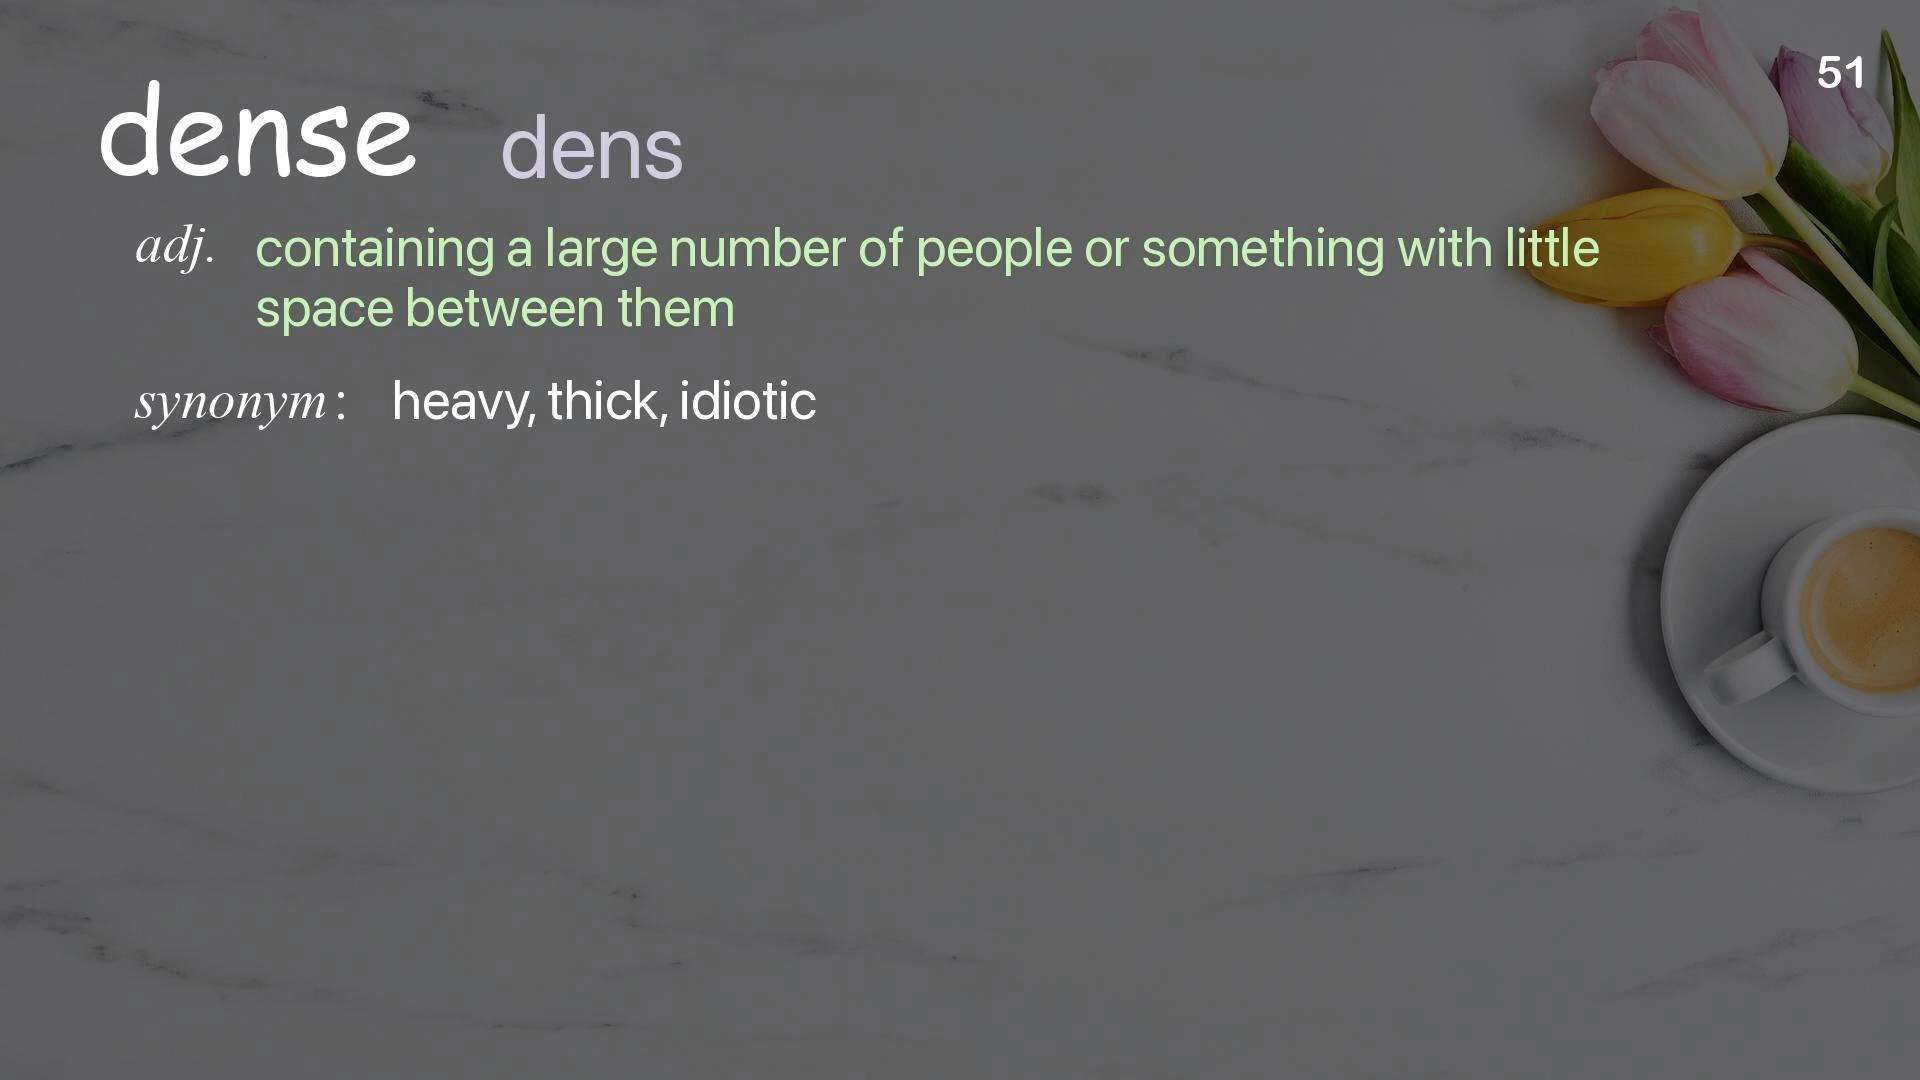 51
dense dens
adj. containing a large number of people or something with little
space between them
synonym: heavy, thick, idiotic